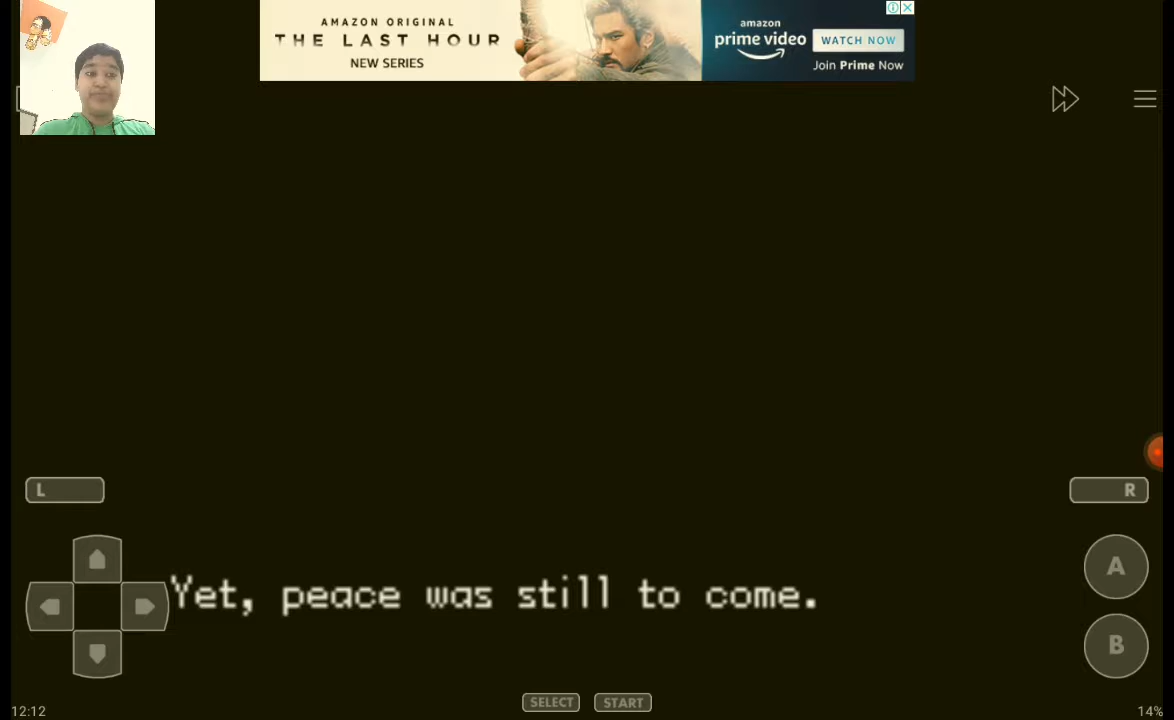 AMAZON ORIGINAL
THE LAST HOUR
NEW SERIES
amazon
prime video
WATCH NOW
Join Prime Now
L
R
A
Yet, peace was still to come.
B
SELECT
START
12:12
14%